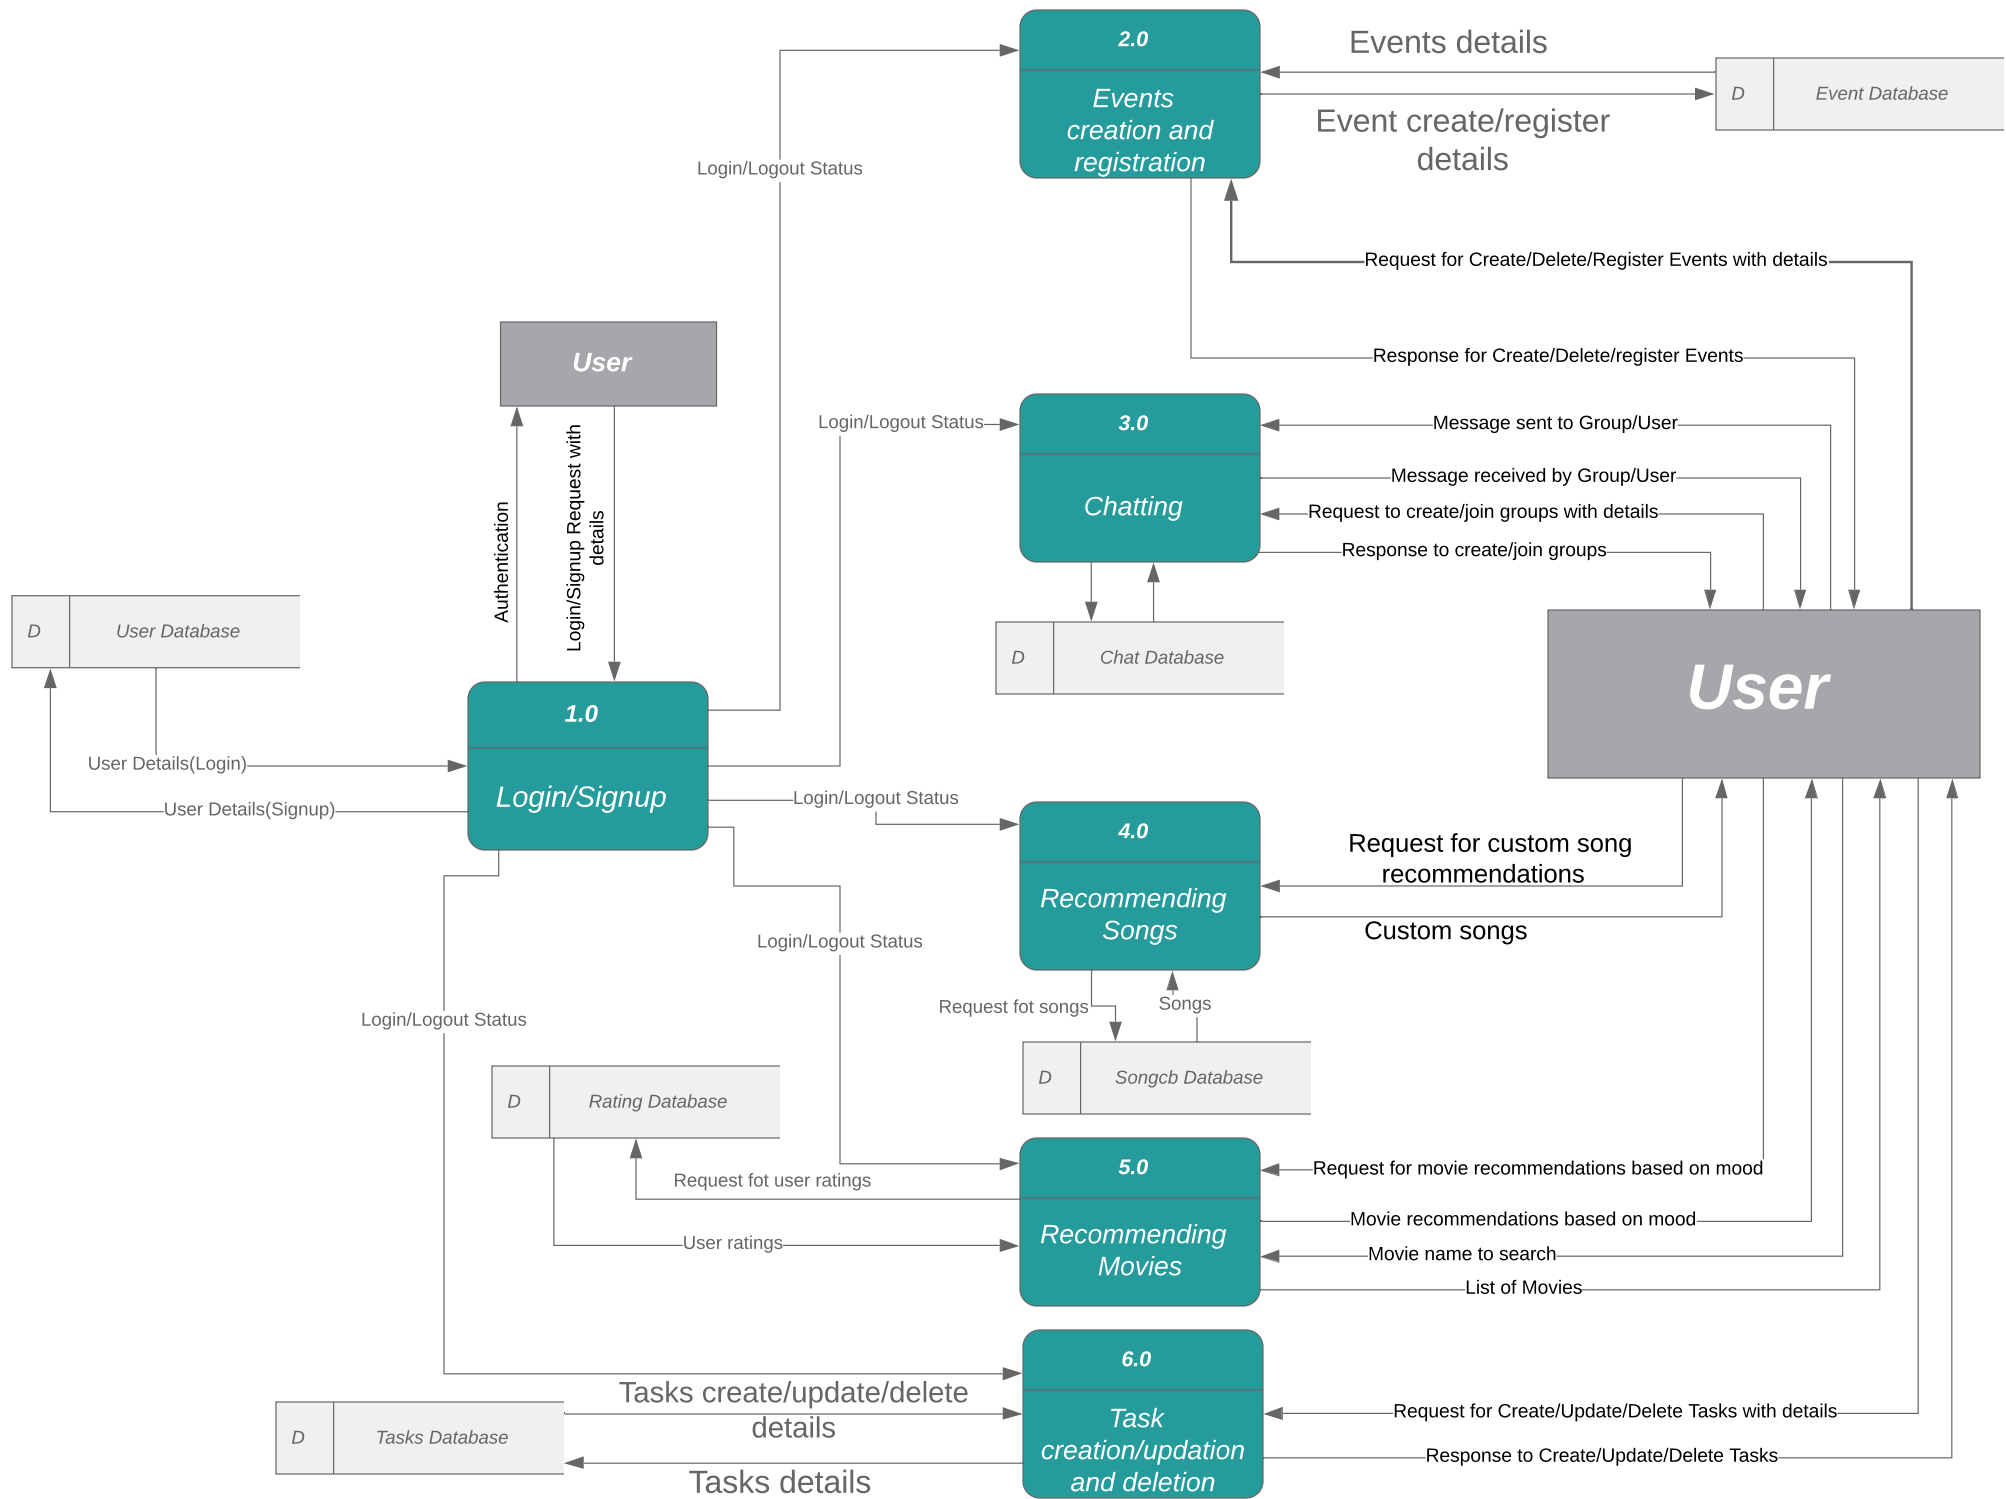 2.0
Events
creation and
registration
Events details
Event create/register
details
D
Event Database
Login/Logout Status
Request for Create/Delete/Register Events with details
Response for Create/Delete/register Events
User
Authentication
Login/Signup Request with
details
Login/Logout Status
3.0
Chatting
Message sent to Group/User
Message received by Group/User
Request to create/join groups with details
Response to create/join groups
D
User Database
D
Chat Database
User
1.0
Login/Signup
User Details(Login)
User Details(Signup)
Login/Logout Status
4.0
Recommending
Songs
Request for custom song
recommendations
Custom songs
Login/Logout Status
Login/Logout Status
Request fot songs
Songs
D
Songcb Database
D
Rating Database
Request fot user ratings
User ratings
5.0
Recommending
Movies
Request for movie recommendations based on mood
Movie recommendations based on mood
Movie name to search
List of Movies
6.0
Task
creation/updation
and deletion
Tasks create/update/delete
details
Tasks details
D
Tasks Database
Request for Create/Update/Delete Tasks with details
Response to Create/Update/Delete Tasks